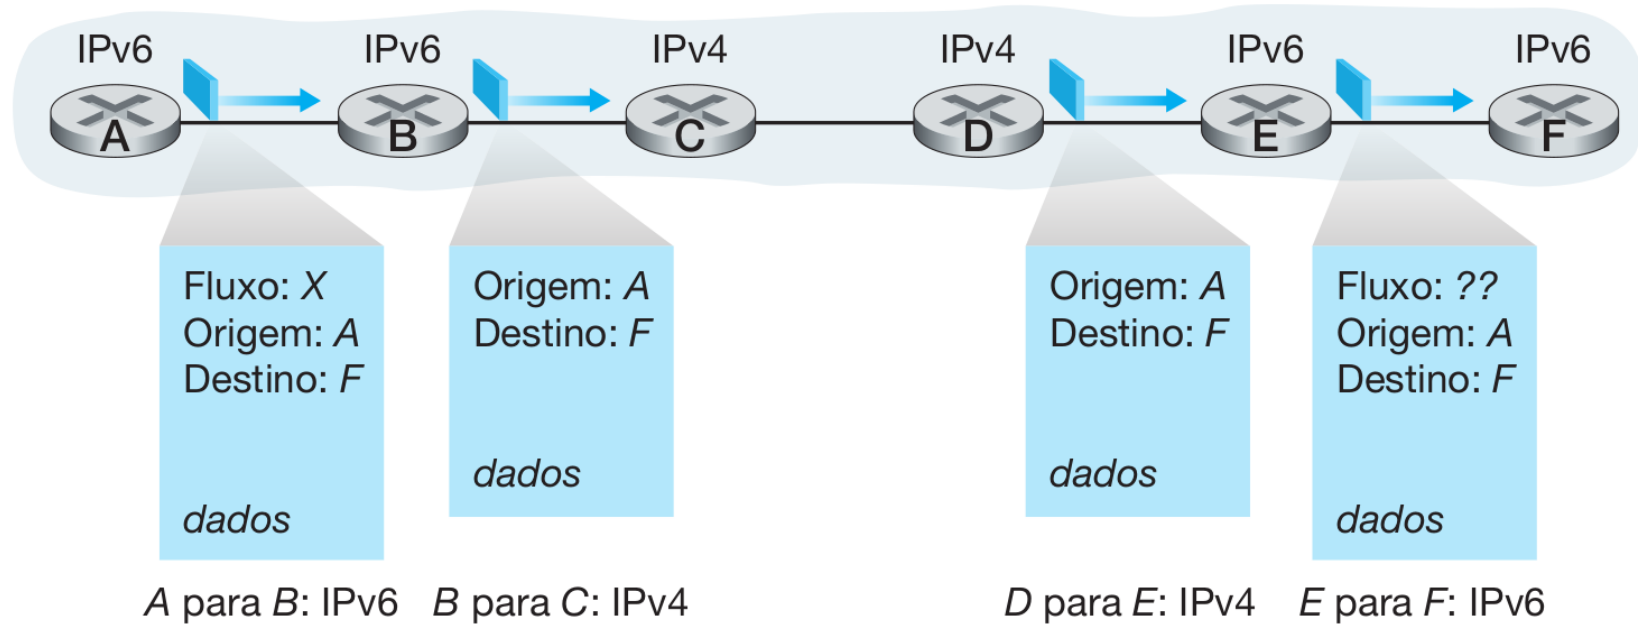 IPv6
IPv6
IPv4
IPv4
IPv6
IPv6
A
B
C
D
E
F
Fluxo: X
Origem: A
Destino: F
dados
Origem: A
Destino: F
dados
Origem: A
Destino: F
dados
Fluxo: ??
Origem: A
Destino: F
dados
A para B: IPv6
B para C: IPv4
D para E: IPv4
E para F: IPv6